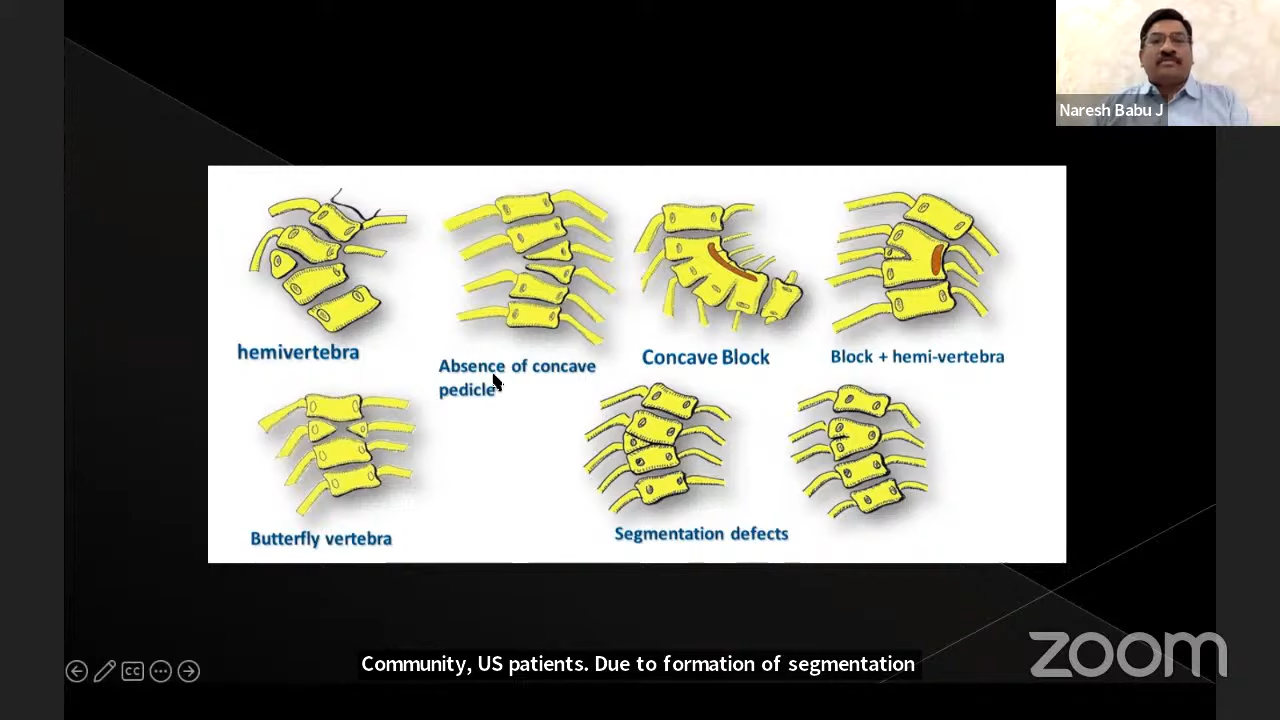 Naresh Babu J
hemivertebra
Absence of concave
pedicle
Concave Block
Block + hemi-vertebra
Butterfly vertebra
Segmentation defects
Community, US patients. Due to formation of segmentation
CC
zoom